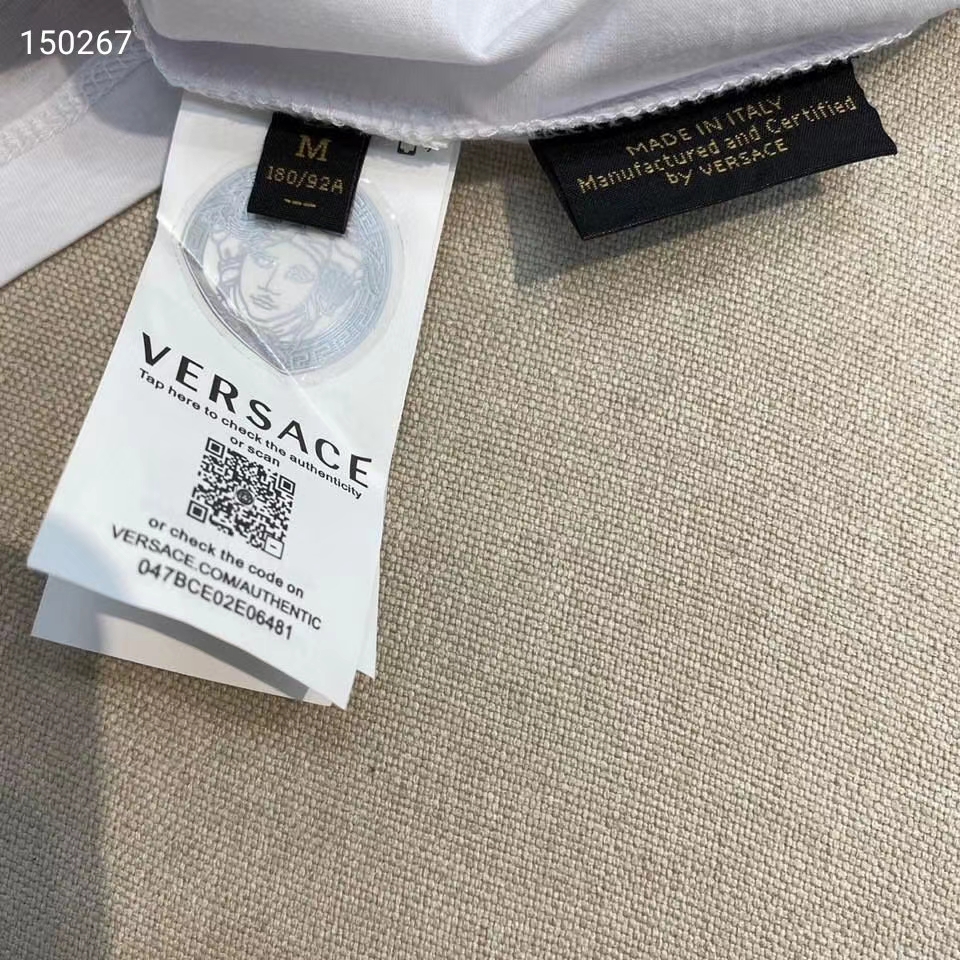 150267
M
180/92A
MADE IN ITALY
Manufactured and Certified
by VERSACE
VERSACE
Tap here to check the authenticity
or scan
or check the code on
VERSACE.COM/AUTHENTIC
047BCE02E06481